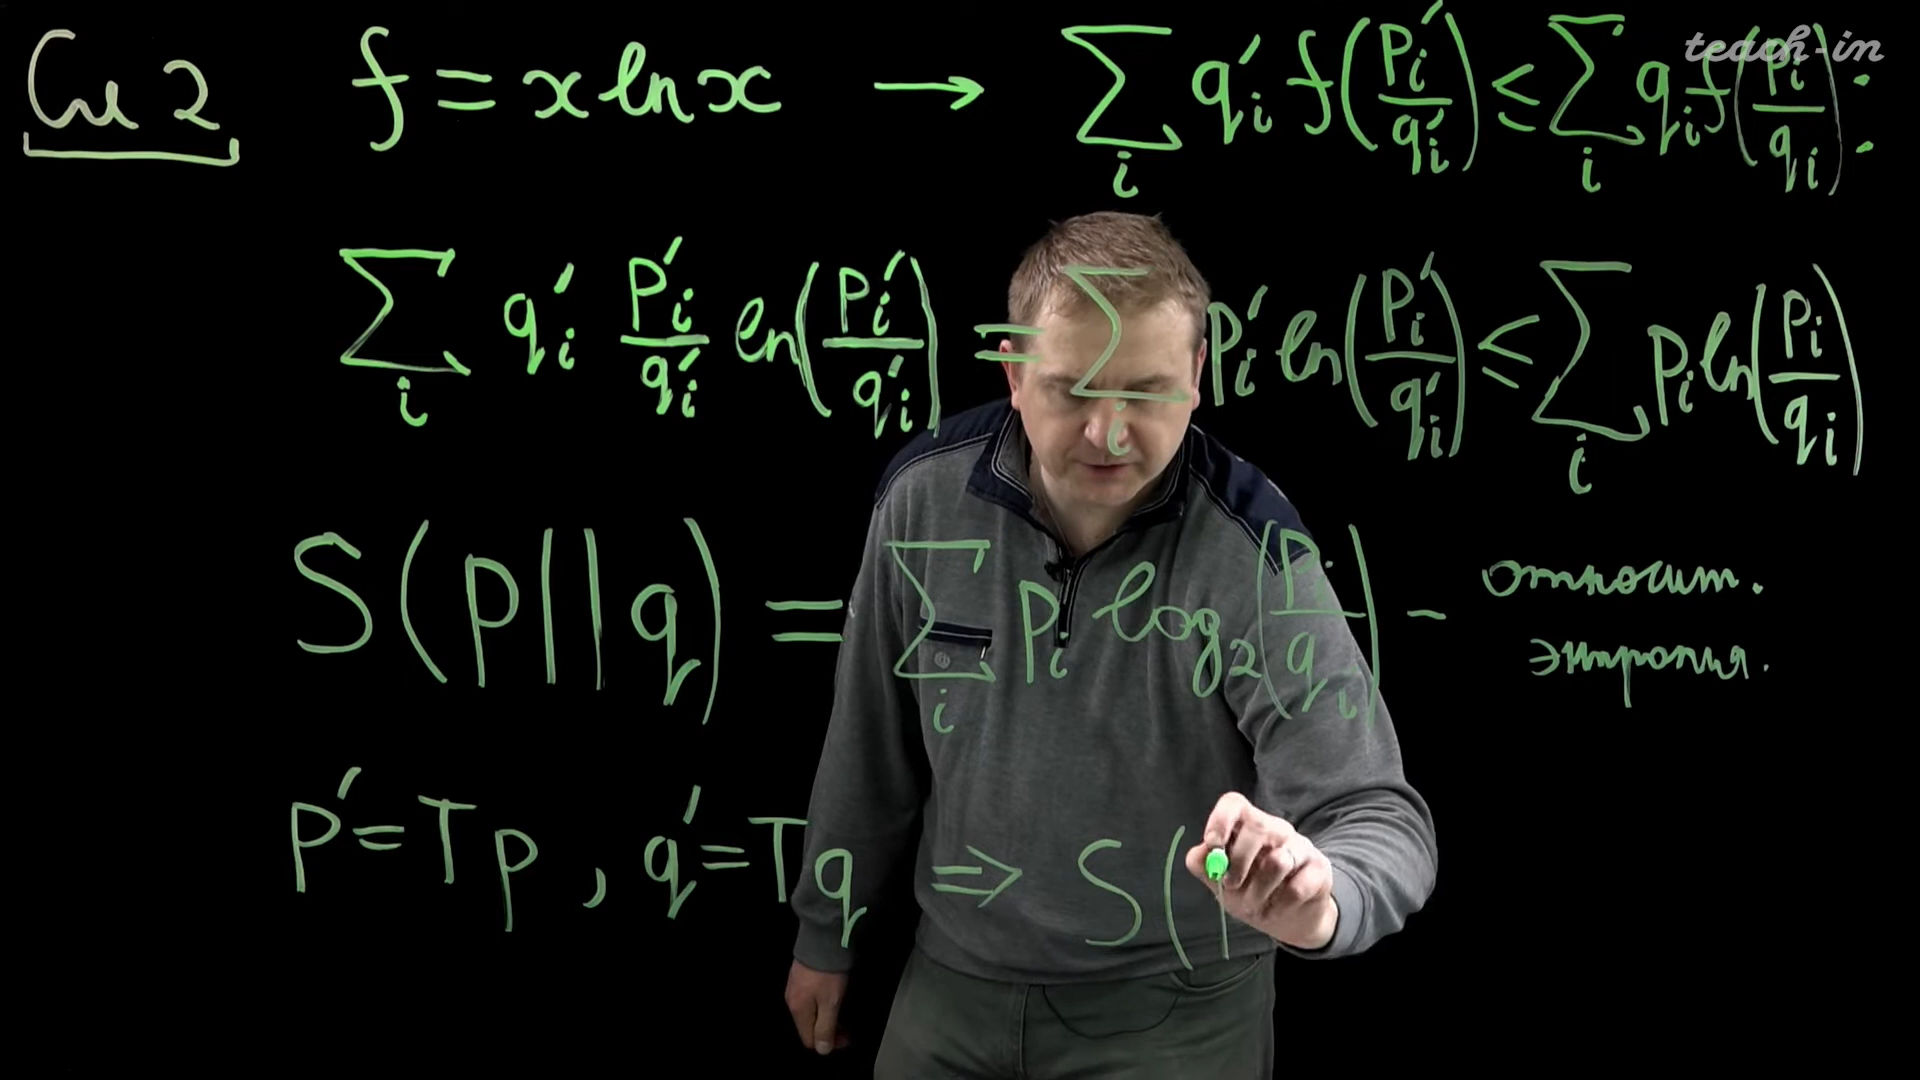 teach-in
Сл 2 f = x ln x → ∑_i q'_i f(p'_i/q'_i) ≤ ∑_i q_i f(p_i/q_i) :
∑_i q'_i p'_i/q'_i ln(p'_i/q'_i) = ∑_i p'_i ln(p'_i/q'_i) ≤ ∑_i p_i ln(p_i/q_i)
S(p||q) = ∑_i p_i log_2(p_i/q_i) – относит.
энтропия.
p' = Tp, q' = Tq ⇒ S(p